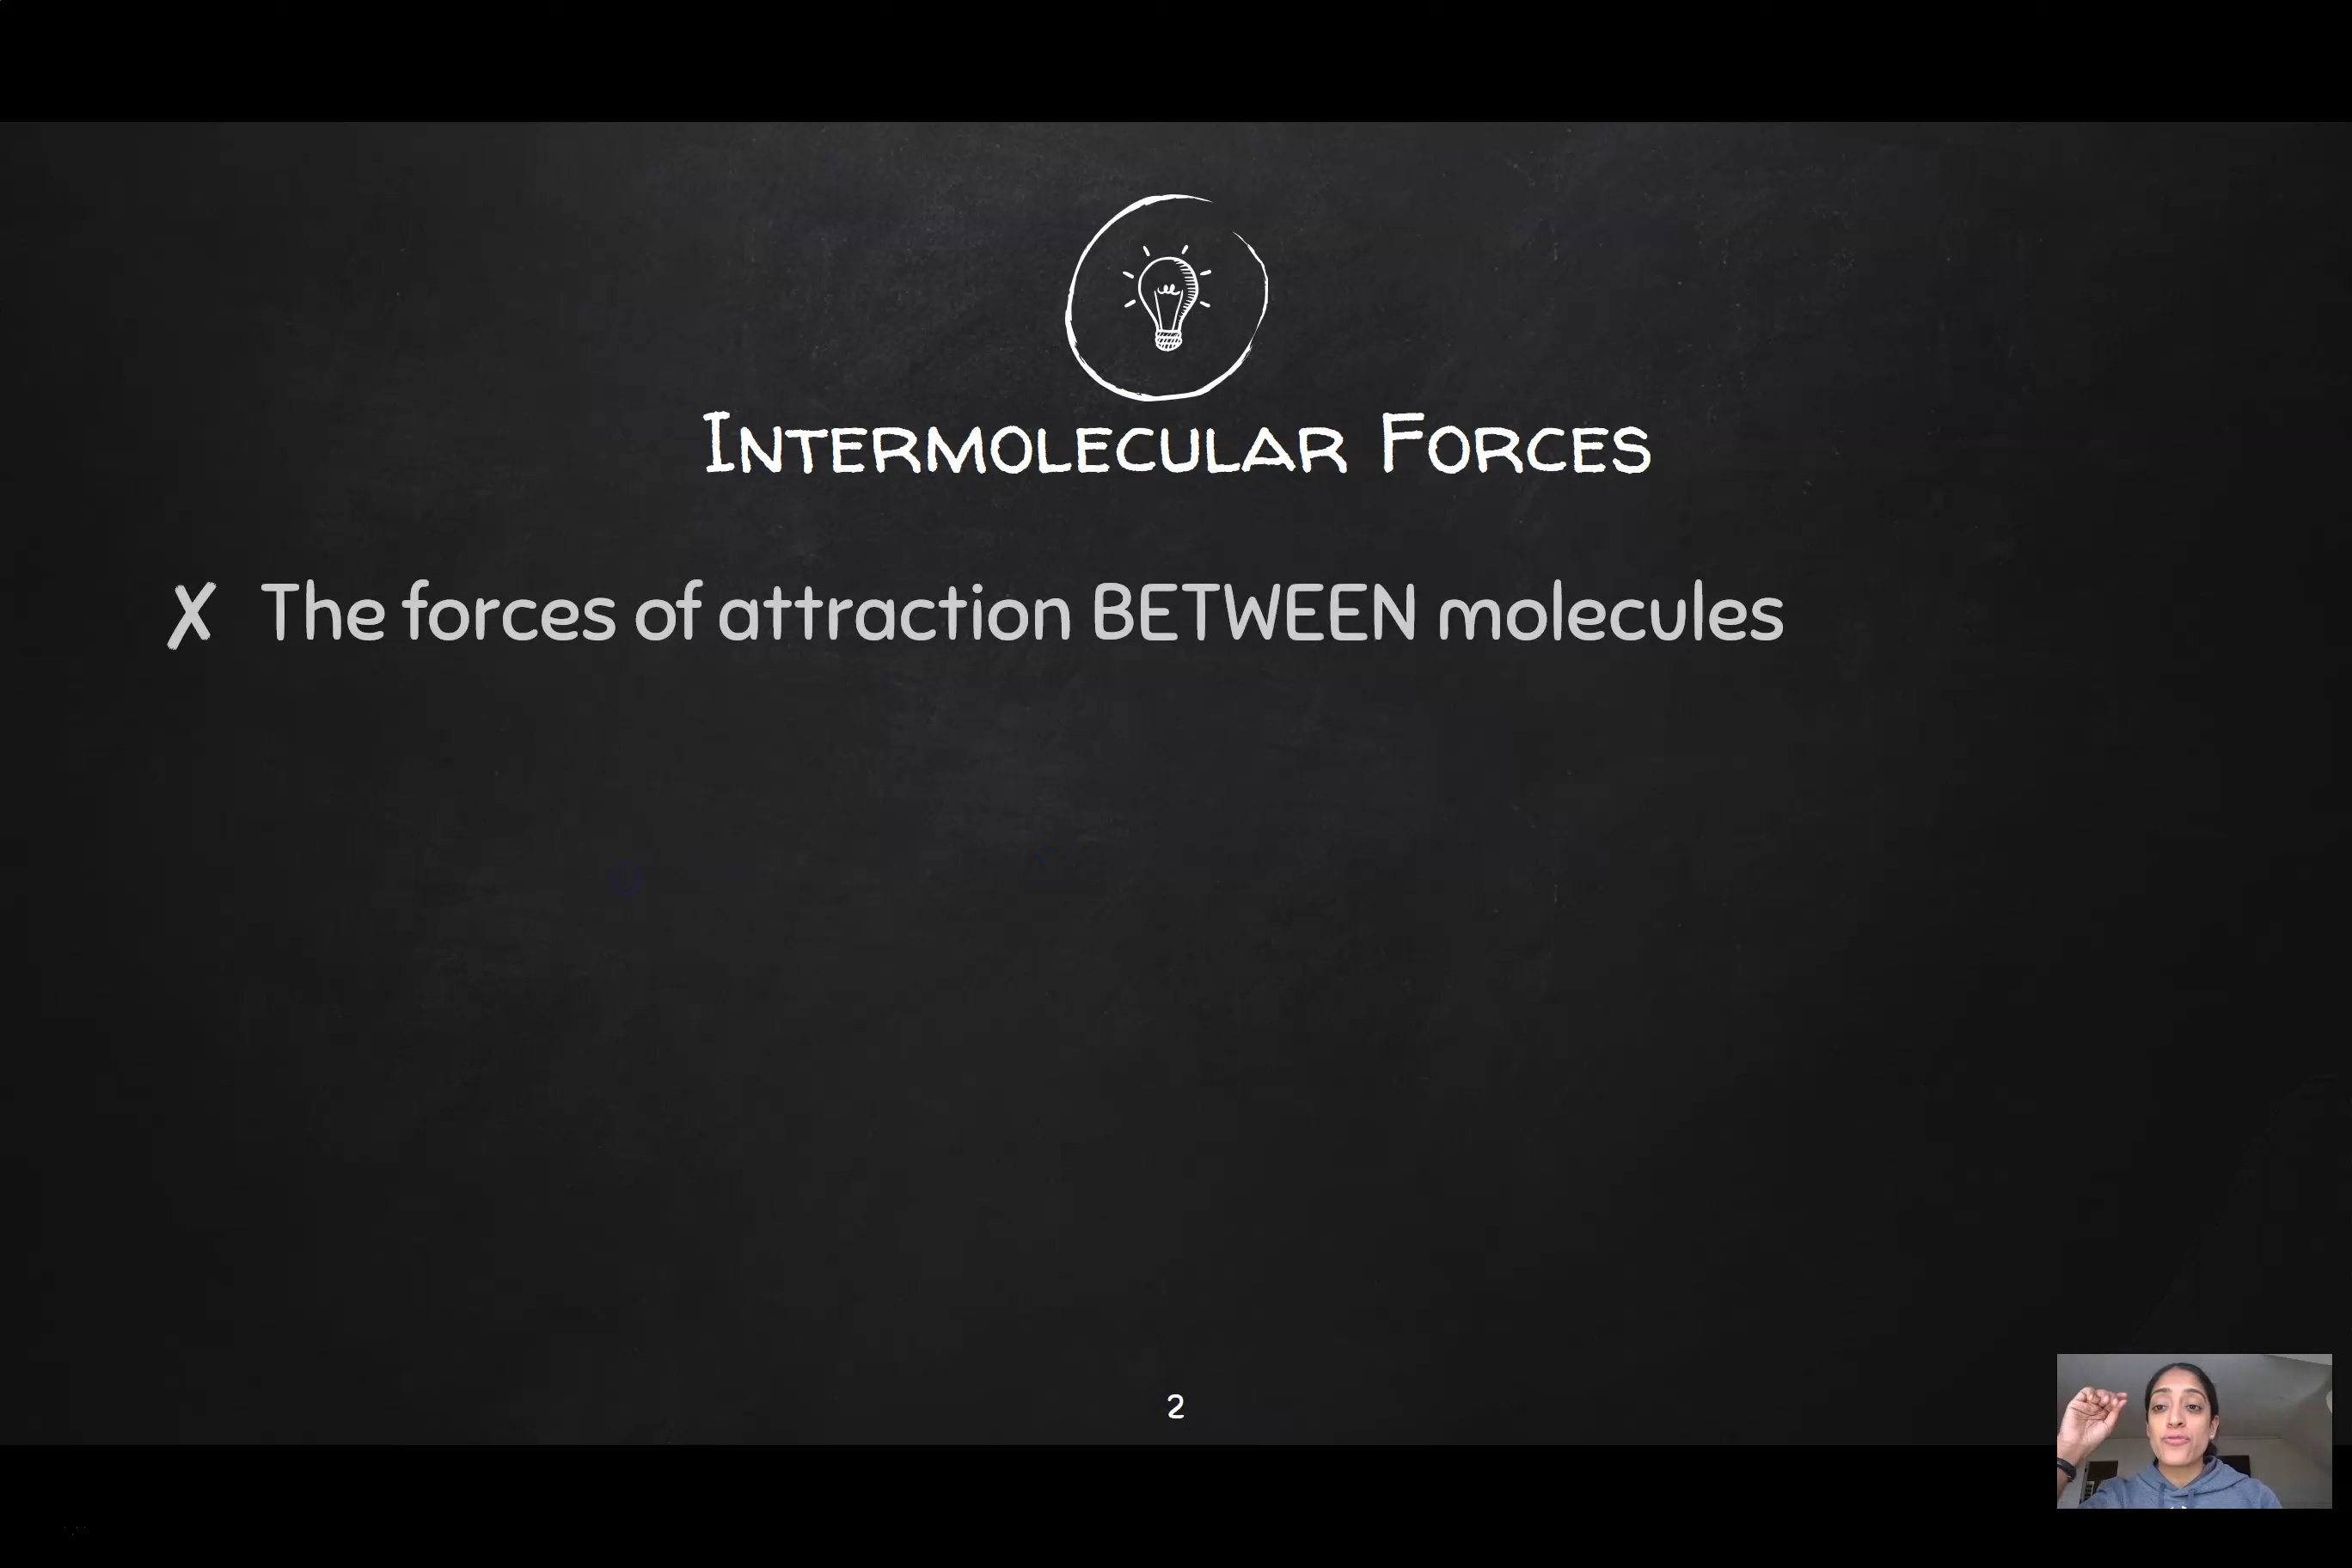 Intermolecular Forces
✗ The forces of attraction BETWEEN molecules
2